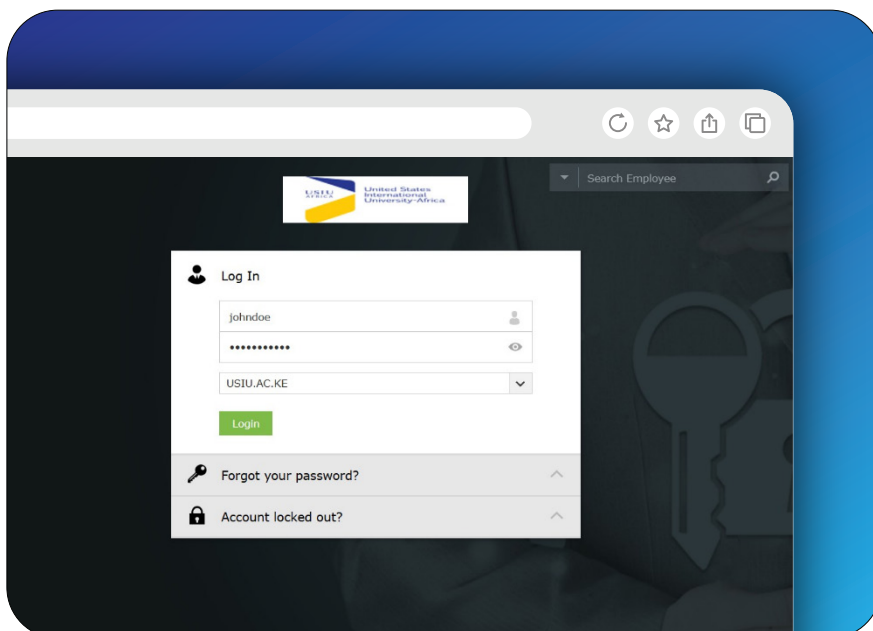 Search Employee
USIU
AFRICA
United States
International
University-Africa
Log In
johndoe
•••••••••••
USIU.AC.KE
Login
Forgot your password?
Account locked out?